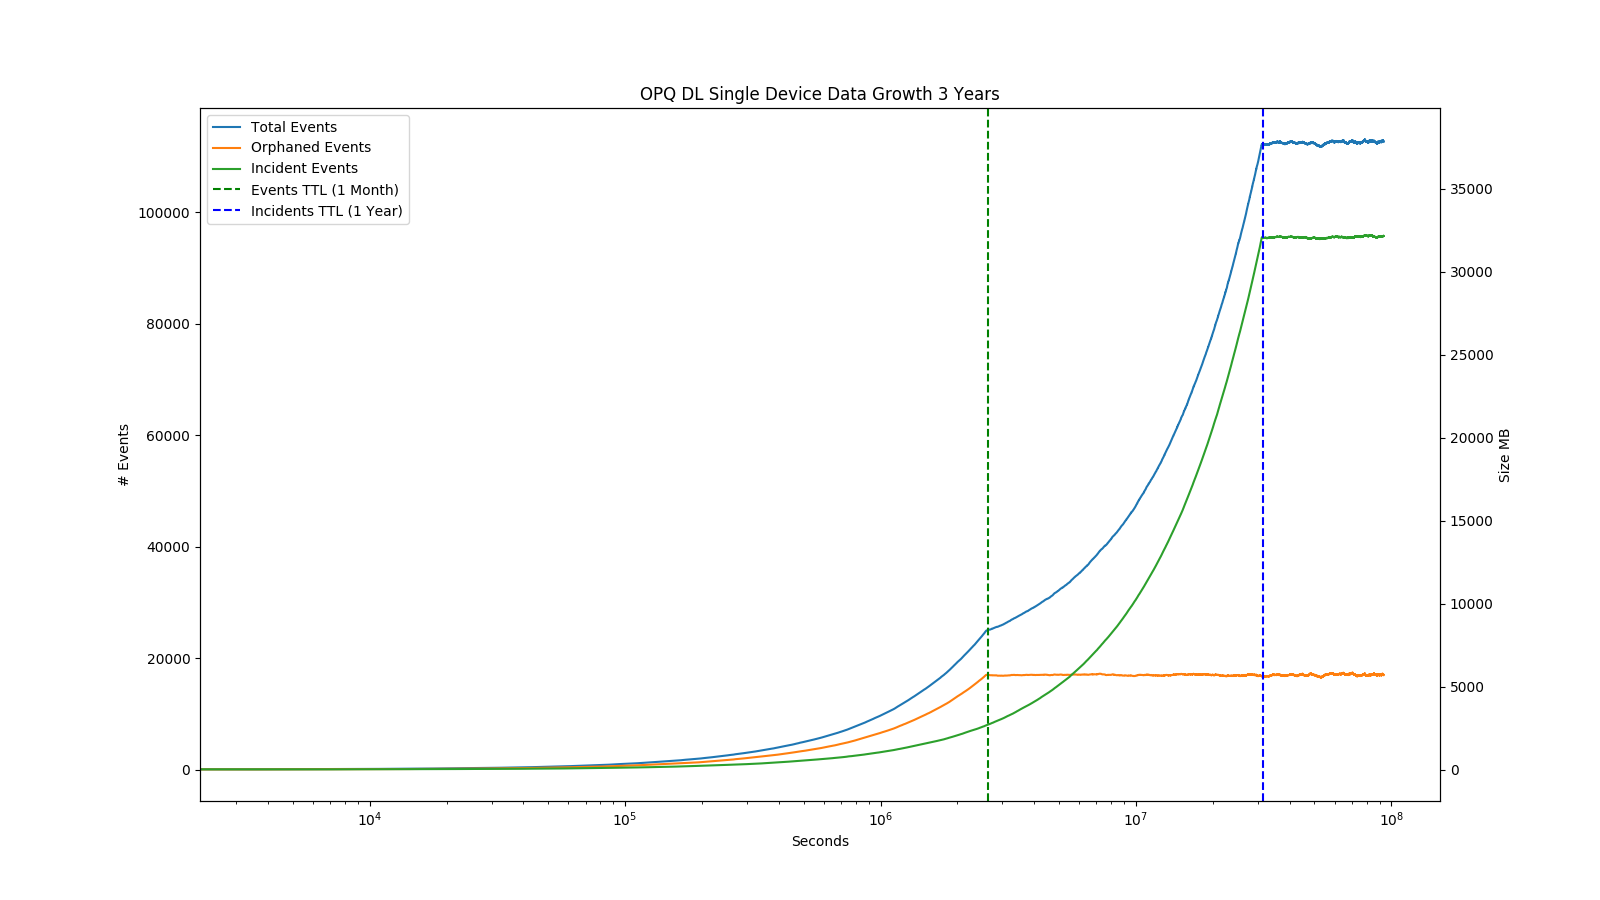 OPQ DL Single Device Data Growth 3 Years
Total Events
Orphaned Events
Incident Events
Events TTL (1 Month)
Incidents TTL (1 Year)
# Events
100000
80000
60000
40000
20000
0
35000
30000
25000
20000
15000
10000
5000
0
Size MB
10⁴ 10⁵ 10⁶ 10⁷ 10⁸
Seconds